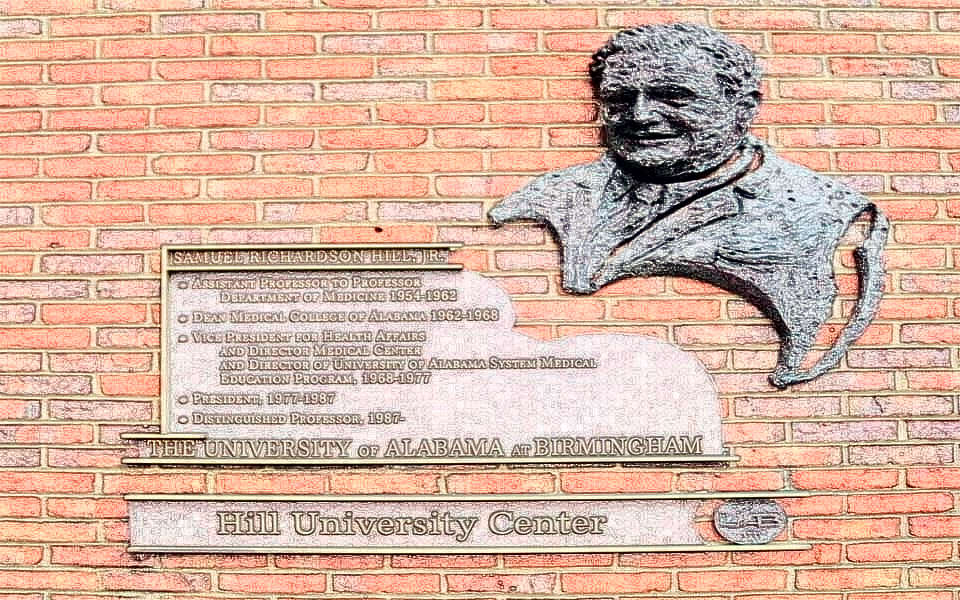 SAMUEL RICHARDSON HILL, JR.
ASSISTANT PROFESSOR TO PROFESSOR
DEPARTMENT OF MEDICINE 1954-1962
DEAN MEDICAL COLLEGE OF ALABAMA 1962-1968
VICE PRESIDENT FOR HEALTH AFFAIRS
AND DIRECTOR MEDICAL CENTER
AND DIRECTOR OF UNIVERSITY OF ALABAMA SYSTEM MEDICAL
EDUCATION PROGRAM, 1968-1977
PRESIDENT, 1977-1987
DISTINGUISHED PROFESSOR, 1987-
THE UNIVERSITY OF ALABAMA AT BIRMINGHAM
Hill University Center
UAB